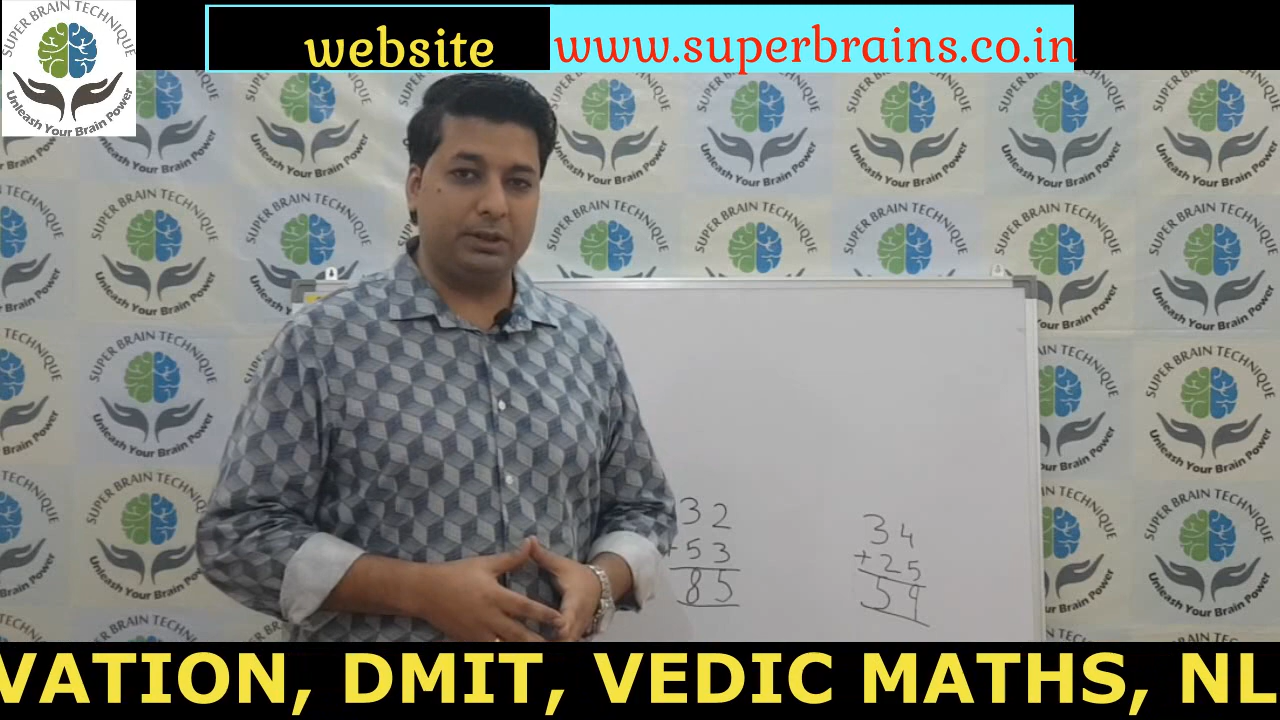 SUPER BRAIN TECHNIQUE
Unleash Your Brain Power
website www.superbrains.co.in
32
+53
85
34
+25
59
VATION, DMIT, VEDIC MATHS, NL